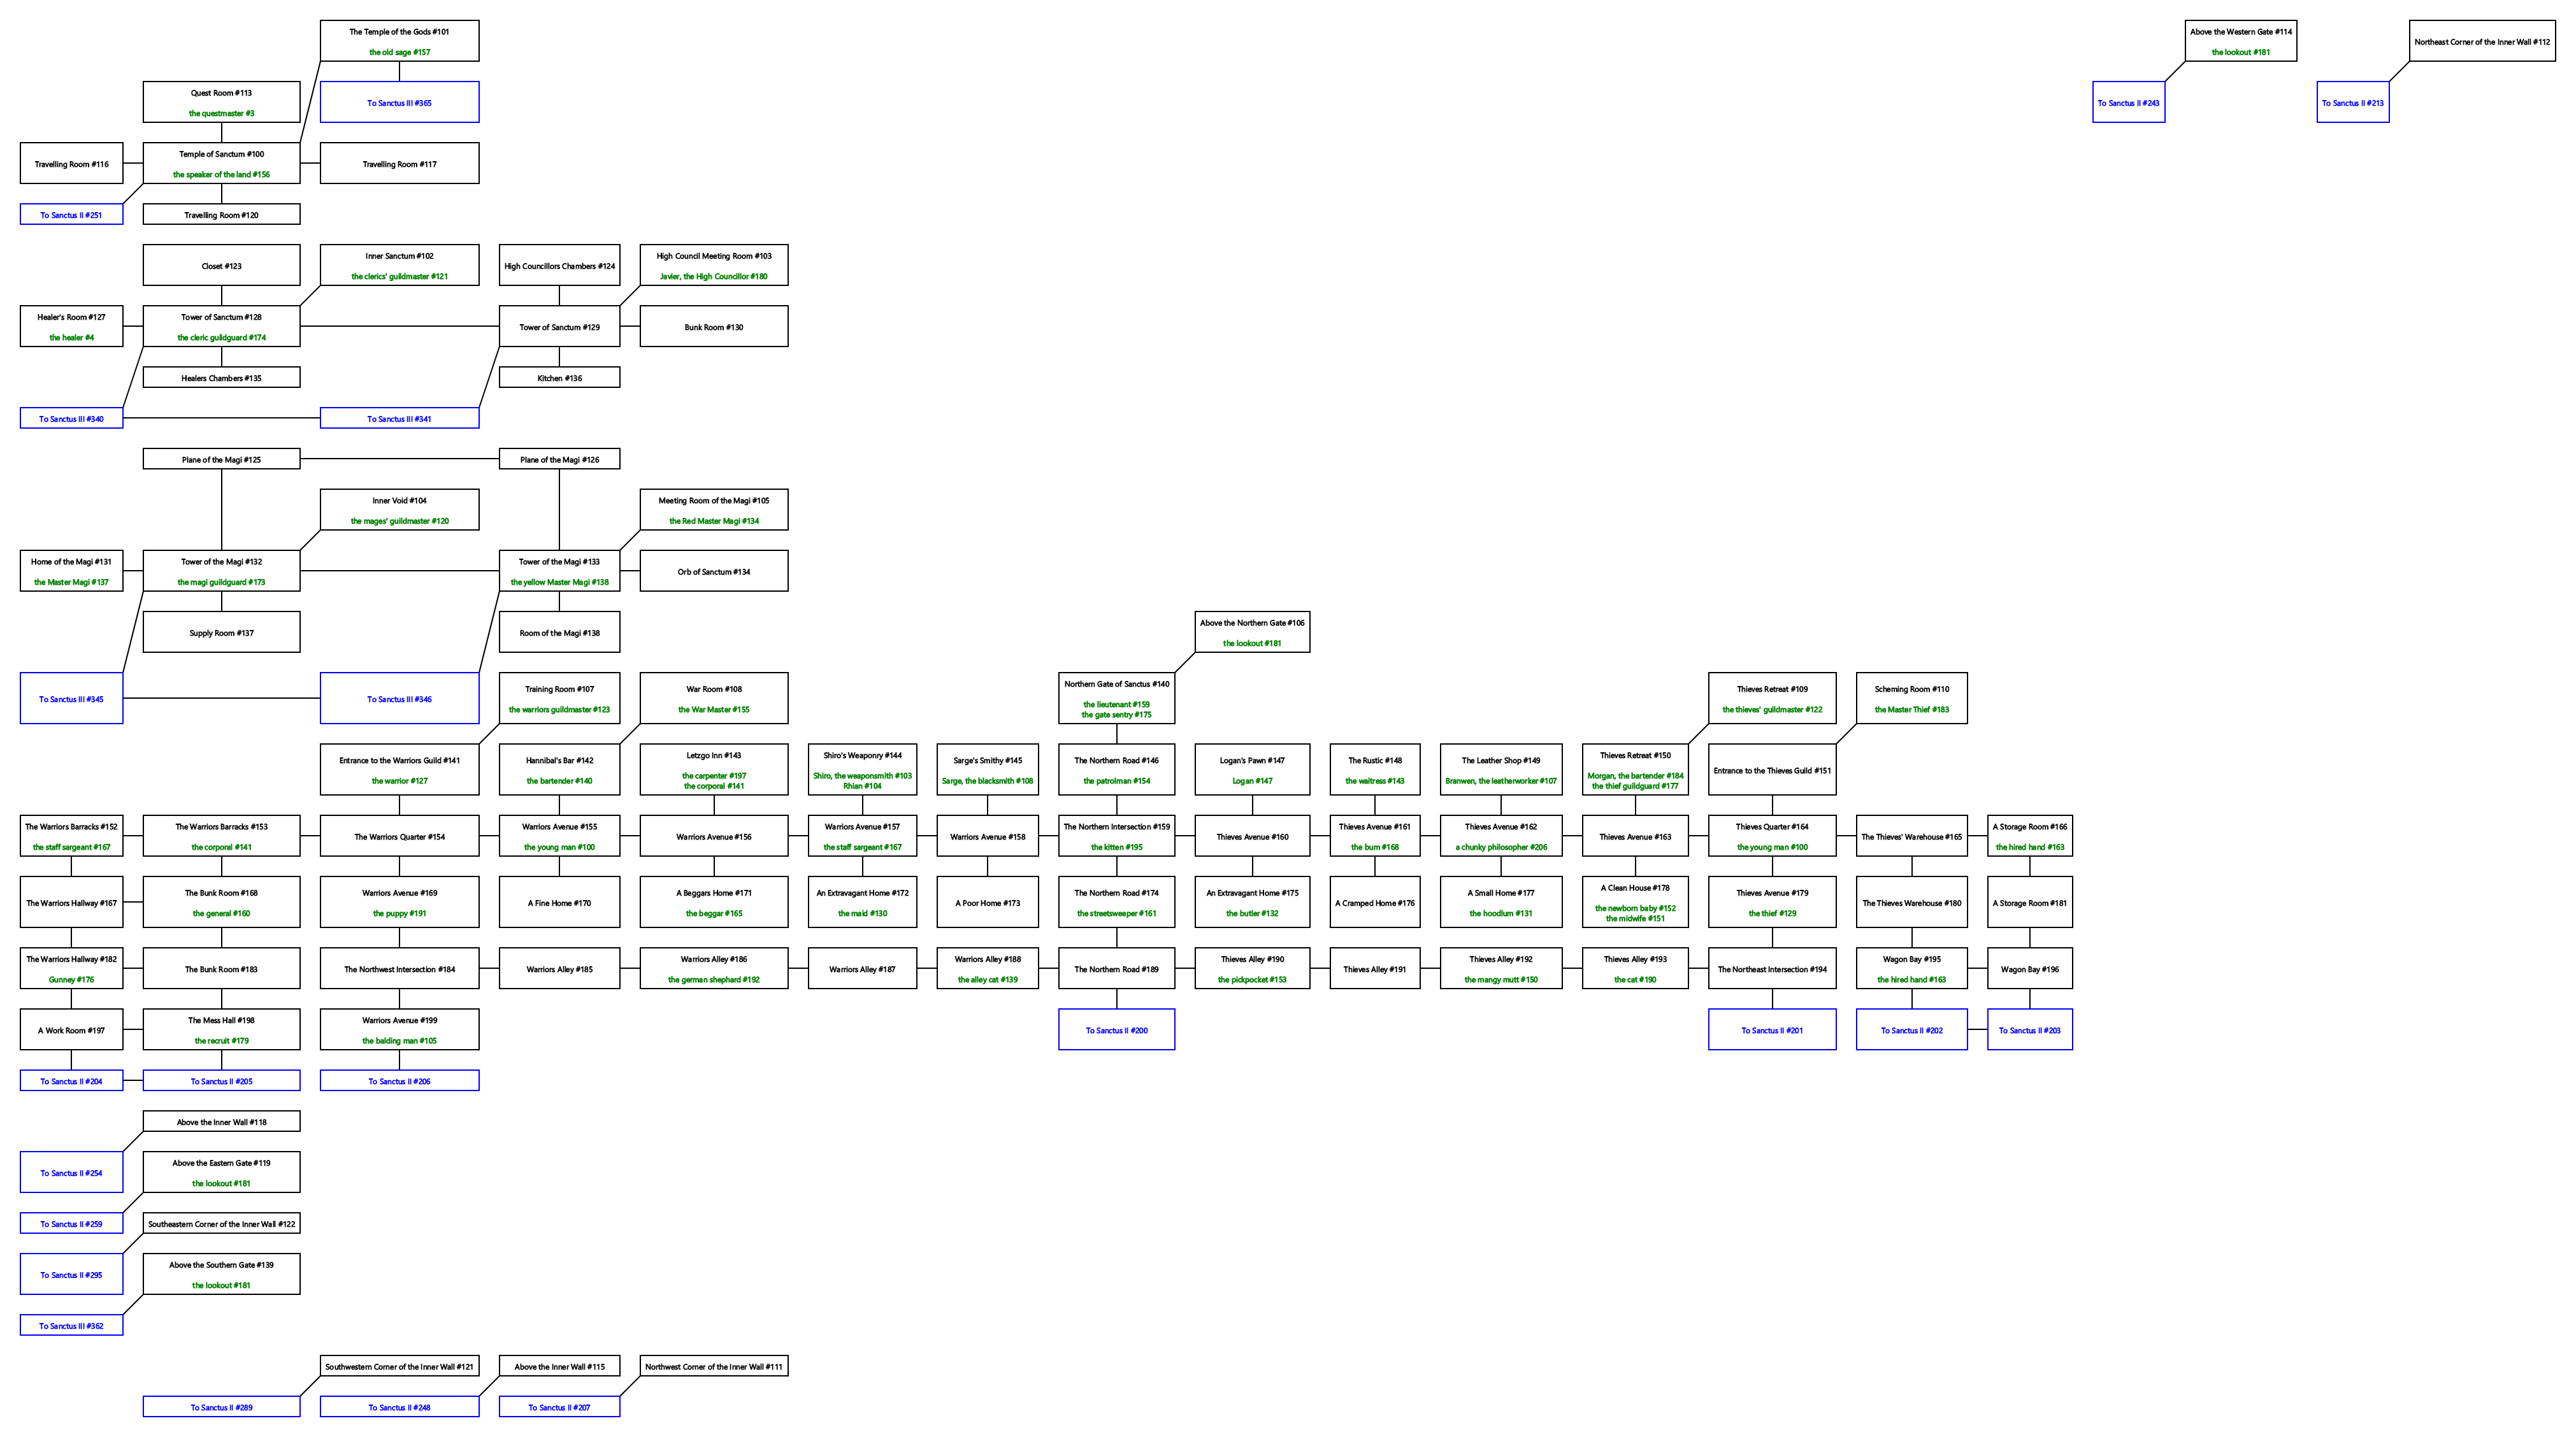 The Temple of the Gods #101
the old sage #157
Above the Western Gate #114
the lookout #181
Northeast Corner of the Inner Wall #112
Quest Room #113
the questmaster #3
To Sanctus III #365
To Sanctus II #243
To Sanctus II #213
Travelling Room #116
Temple of Sanctum #100
the speaker of the land #156
Travelling Room #117
To Sanctus II #251
Travelling Room #120
Closet #123
Inner Sanctum #102
the clerics' guildmaster #121
High Councillors Chambers #124
High Council Meeting Room #103
Javier, the High Councillor #180
Healer's Room #127
the healer #4
Tower of Sanctum #128
the cleric guildguard #174
Tower of Sanctum #129
Bunk Room #130
Healers Chambers #135
Kitchen #136
To Sanctus III #340
To Sanctus III #341
Plane of the Magi #125
Plane of the Magi #126
Inner Void #104
the mages' guildmaster #120
Meeting Room of the Magi #105
the Red Master Magi #134
Home of the Magi #131
the Master Magi #137
Tower of the Magi #132
the magi guildguard #173
Tower of the Magi #133
the yellow Master Magi #138
Orb of Sanctum #134
Supply Room #137
Room of the Magi #138
Above the Northern Gate #106
the lookout #181
To Sanctus III #345
To Sanctus III #346
Training Room #107
the warriors guildmaster #123
War Room #108
the War Master #155
Northern Gate of Sanctus #140
the lieutenant #159
the gate sentry #175
Thieves Retreat #109
the thieves' guildmaster #122
Scheming Room #110
the Master Thief #183
Entrance to the Warriors Guild #141
the warrior #127
Hannibal's Bar #142
the bartender #140
Letzgo Inn #143
the carpenter #197
the corporal #141
Shiro's Weaponry #144
Shiro, the weaponsmith #103
Rhian #104
Sarge's Smithy #145
Sarge, the blacksmith #108
The Northern Road #146
the patrolman #154
Logan's Pawn #147
Logan #147
The Rustic #148
the waitress #143
The Leather Shop #149
Branwen, the leatherworker #107
Thieves Retreat #150
Morgan, the bartender #184
the thief guildguard #177
Entrance to the Thieves Guild #151
The Warriors Barracks #152
the staff sargeant #167
The Warriors Barracks #153
the corporal #141
The Warriors Quarter #154
Warriors Avenue #155
the young man #100
Warriors Avenue #156
Warriors Avenue #157
the staff sargeant #167
Warriors Avenue #158
The Northern Intersection #159
the kitten #195
Thieves Avenue #160
Thieves Avenue #161
the bum #168
Thieves Avenue #162
a chunky philosopher #206
Thieves Avenue #163
Thieves Quarter #164
the young man #100
The Thieves' Warehouse #165
A Storage Room #166
the hired hand #163
The Warriors Hallway #167
The Bunk Room #168
the general #160
Warriors Avenue #169
the puppy #191
A Fine Home #170
A Beggars Home #171
the beggar #165
An Extravagant Home #172
the maid #130
A Poor Home #173
The Northern Road #174
the streetsweeper #161
An Extravagant Home #175
the butler #132
A Cramped Home #176
A Small Home #177
the hoodlum #131
A Clean House #178
the newborn baby #152
the midwife #151
Thieves Avenue #179
the thief #129
The Thieves Warehouse #180
A Storage Room #181
The Warriors Hallway #182
Gunney #176
The Bunk Room #183
The Northwest Intersection #184
Warriors Alley #185
Warriors Alley #186
the german shephard #192
Warriors Alley #187
Warriors Alley #188
the alley cat #139
The Northern Road #189
Thieves Alley #190
the pickpocket #153
Thieves Alley #191
Thieves Alley #192
the mangy mutt #150
Thieves Alley #193
the cat #190
The Northeast Intersection #194
Wagon Bay #195
the hired hand #163
Wagon Bay #196
A Work Room #197
The Mess Hall #198
the recruit #179
Warriors Avenue #199
the balding man #105
To Sanctus II #200
To Sanctus II #201
To Sanctus II #202
To Sanctus II #203
To Sanctus II #204
To Sanctus II #205
To Sanctus II #206
Above the Inner Wall #118
To Sanctus II #254
Above the Eastern Gate #119
the lookout #181
To Sanctus II #259
Southeastern Corner of the Inner Wall #122
To Sanctus II #295
Above the Southern Gate #139
the lookout #181
To Sanctus III #362
Southwestern Corner of the Inner Wall #121
Above the Inner Wall #115
Northwest Corner of the Inner Wall #111
To Sanctus II #289
To Sanctus II #248
To Sanctus II #207